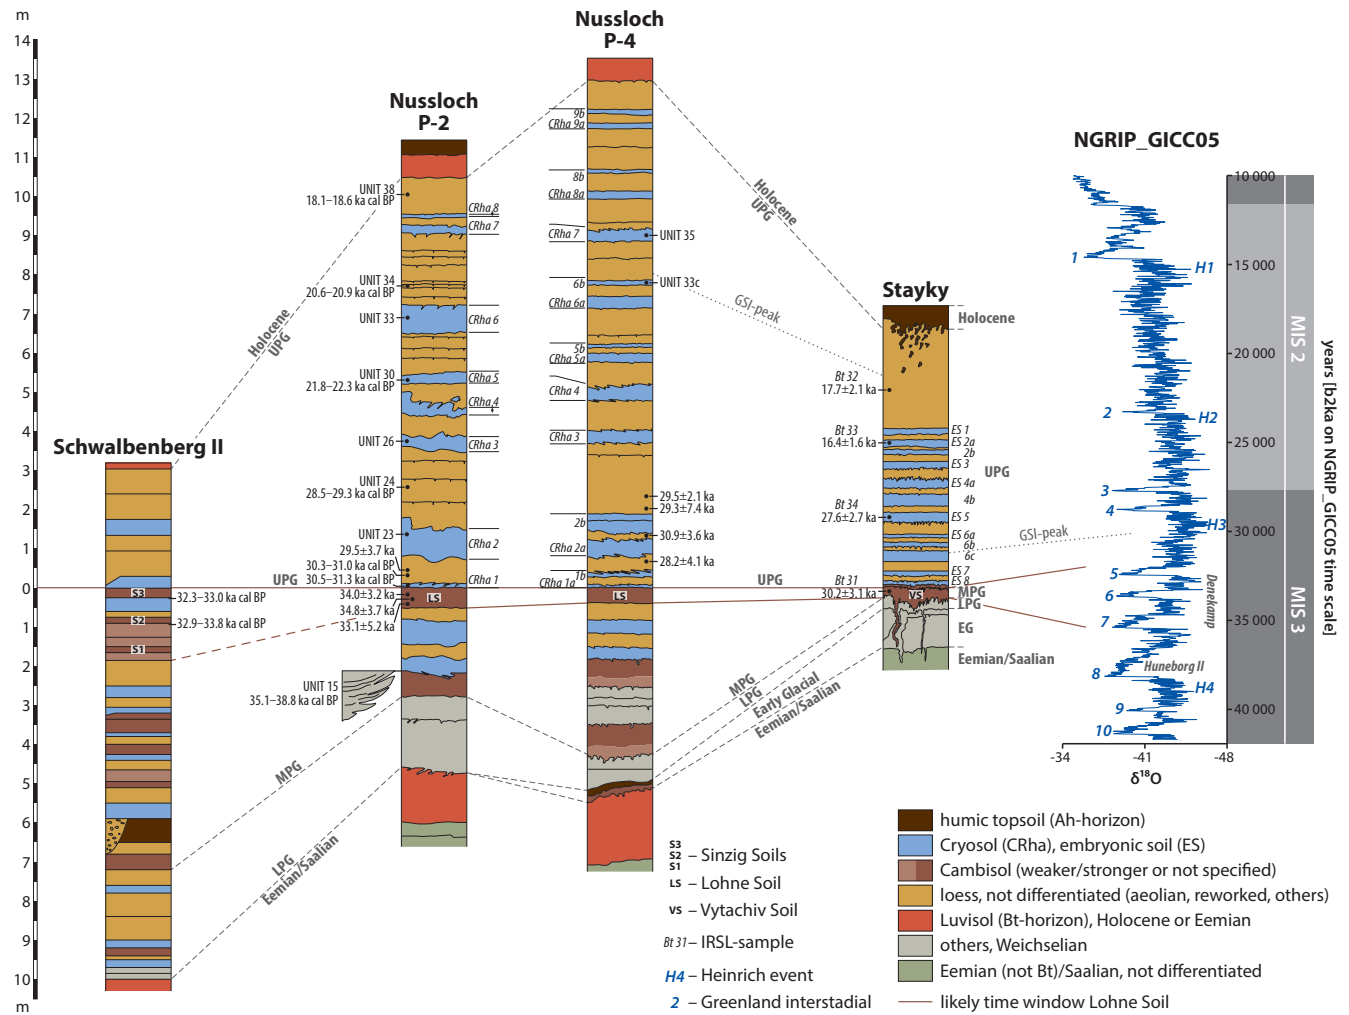 m
14
13
12
11
10
9
8
7
6
5
4
3
2
1
0
1
2
3
4
5
6
7
8
9
10
m
Schwalbenberg II
S3
S2
S1
32.3–33.0 ka cal BP
32.9–33.8 ka cal BP
Holocene
UPG
UPG
MPG
LPG
Eemian/Saalian
Nussloch
P-2
UNIT 38
18.1–18.6 ka cal BP
UNIT 34
20.6–20.9 ka cal BP
UNIT 33
UNIT 30
21.8–22.3 ka cal BP
UNIT 26
UNIT 24
28.5–29.3 ka cal BP
UNIT 23
29.5±3.7 ka
30.3–31.0 ka cal BP
30.5–31.3 ka cal BP
34.0±3.2 ka
34.8±3.7 ka
33.1±5.2 ka
UNIT 15
35.1–38.8 ka cal BP
LS
CRha 8
CRha 7
CRha 6
CRha 5
CRha 4
CRha 3
CRha 2
CRha 1
Nussloch
P-4
9b
CRha 9a
8b
CRha 8a
CRha 7
6b
CRha 6a
5b
CRha 5a
CRha 4
CRha 3
2b
CRha 2a
1b
CRha 1a
LS
UNIT 35
UNIT 33c
29.5±2.1 ka
29.3±7.4 ka
30.9±3.6 ka
28.2±4.1 ka
Holocene
UPG
GSI-peak
UPG
MPG
LPG
Early Glacial
Eemian/Saalian
Stayky
Bt 32
17.7±2.1 ka
Bt 33
16.4±1.6 ka
Bt 34
27.6±2.7 ka
Bt 31
30.2±3.1 ka
VS
Holocene
ES 1
ES 2a
2b
ES 3
ES 4a
4b
ES 5
ES 6a
6b
6c
ES 7
ES 8
UPG
MPG
LPG
EG
Eemian/Saalian
GSI-peak
NGRIP_GICC05
1
2
3
4
5
6
7
8
9
10
H1
H2
H3
H4
Denekamp
Huneborg II
-34
-41
-48
δ18O
10 000
15 000
20 000
25 000
30 000
35 000
40 000
MIS 2
MIS 3
years [b2ka on NGRIP_GICC05 time scale]
S3
S2 – Sinzig Soils
S1
LS – Lohne Soil
VS – Vytachiv Soil
Bt 31 – IRSL-sample
H4 – Heinrich event
2 – Greenland interstadial
humic topsoil (Ah-horizon)
Cryosol (CRha), embryonic soil (ES)
Cambisol (weaker/stronger or not specified)
loess, not differentiated (aeolian, reworked, others)
Luvisol (Bt-horizon), Holocene or Eemian
others, Weichselian
Eemian (not Bt)/Saalian, not differentiated
likely time window Lohne Soil